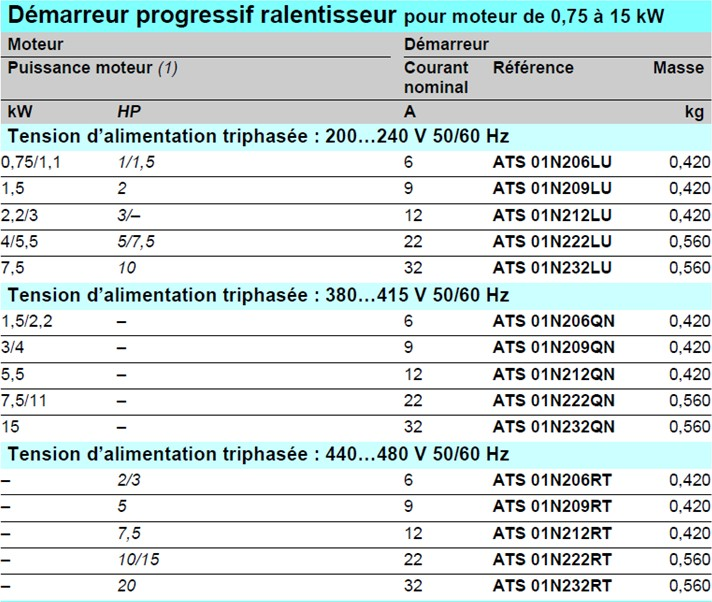 Démarreur progressif ralentisseur pour moteur de 0,75 à 15 kW
Moteur Démarreur
Puissance moteur (1) Courant nominal Référence Masse
kW HP A kg
Tension d’alimentation triphasée : 200…240 V 50/60 Hz
0,75/1,1 1/1,5 6 ATS 01N206LU 0,420
1,5 2 9 ATS 01N209LU 0,420
2,2/3 3/– 12 ATS 01N212LU 0,420
4/5,5 5/7,5 22 ATS 01N222LU 0,560
7,5 10 32 ATS 01N232LU 0,560
Tension d’alimentation triphasée : 380…415 V 50/60 Hz
1,5/2,2 – 6 ATS 01N206QN 0,420
3/4 – 9 ATS 01N209QN 0,420
5,5 – 12 ATS 01N212QN 0,420
7,5/11 – 22 ATS 01N222QN 0,560
15 – 32 ATS 01N232QN 0,560
Tension d’alimentation triphasée : 440…480 V 50/60 Hz
– 2/3 6 ATS 01N206RT 0,420
– 5 9 ATS 01N209RT 0,420
– 7,5 12 ATS 01N212RT 0,420
– 10/15 22 ATS 01N222RT 0,560
– 20 32 ATS 01N232RT 0,560